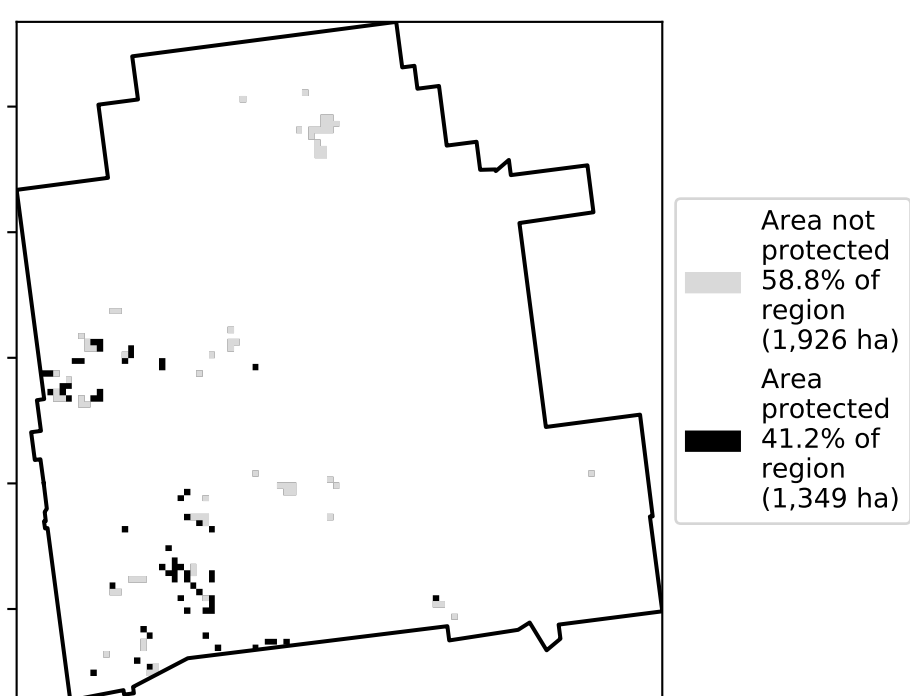 Area not
protected
58.8% of
region
(1,926 ha)
Area
protected
41.2% of
region
(1,349 ha)